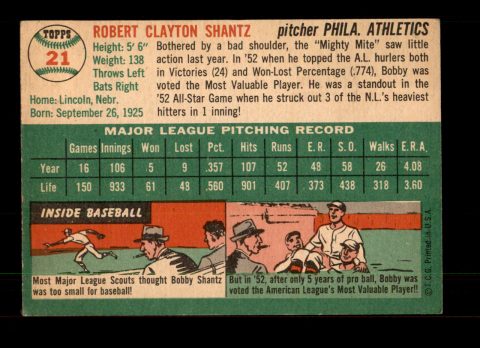 TOPPS
21
ROBERT CLAYTON SHANTZ pitcher PHILA. ATHLETICS
Height: 5' 6"
Weight: 138
Throws Left
Bats Right
Home: Lincoln, Nebr.
Born: September 26, 1925
Bothered by a bad shoulder, the "Mighty Mite" saw little
action last year. In '52 when he topped the A.L. hurlers both
in Victories (24) and Won-Lost Percentage (.774), Bobby was
voted the Most Valuable Player. He was a standout in the
'52 All-Star Game when he struck out 3 of the N.L.'s heaviest
hitters in 1 inning!
MAJOR LEAGUE PITCHING RECORD
Games Innings Won Lost Pct. Hits Runs E.R. S.O. Walks E.R.A.
Year 16 106 5 9 .357 107 52 48 58 26 4.08
Life 150 933 61 48 .560 901 407 367 438 318 3.60
INSIDE BASEBALL
Most Major League Scouts thought Bobby Shantz
was too small for baseball!
But in '52, after only 5 years of pro ball, Bobby was
voted the American League's Most Valuable Player!!
© T.C.G. Printed in U.S.A.